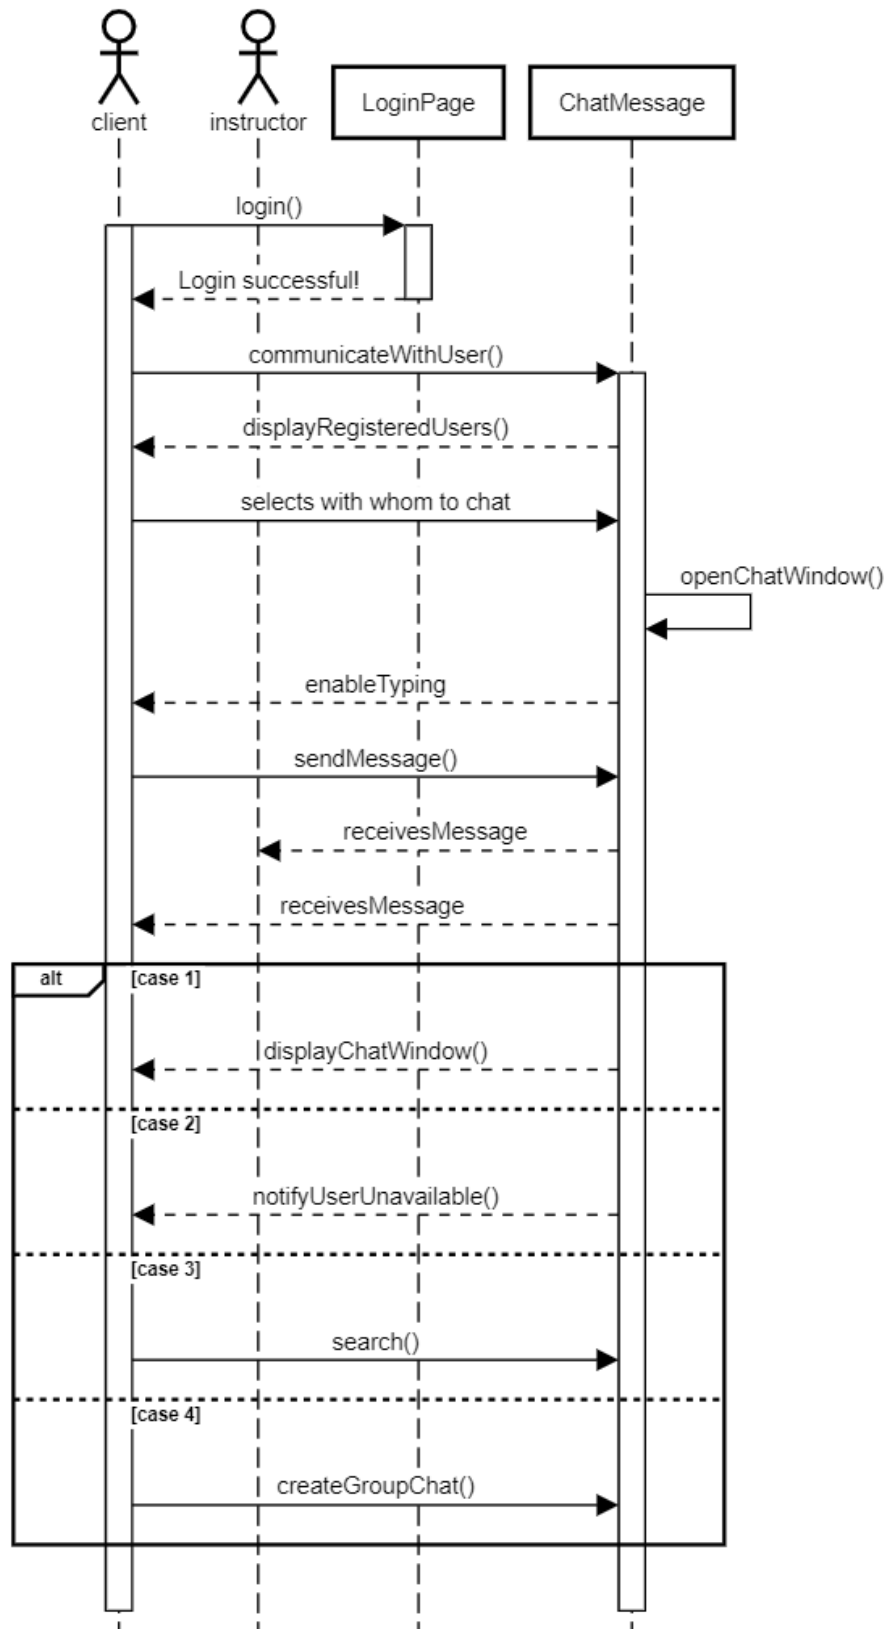 client
instructor
LoginPage
ChatMessage
login()
Login successful!
communicateWithUser()
displayRegisteredUsers()
selects with whom to chat
openChatWindow()
enableTyping
sendMessage()
receivesMessage
receivesMessage
alt
[case 1]
displayChatWindow()
[case 2]
notifyUserUnavailable()
[case 3]
search()
[case 4]
createGroupChat()